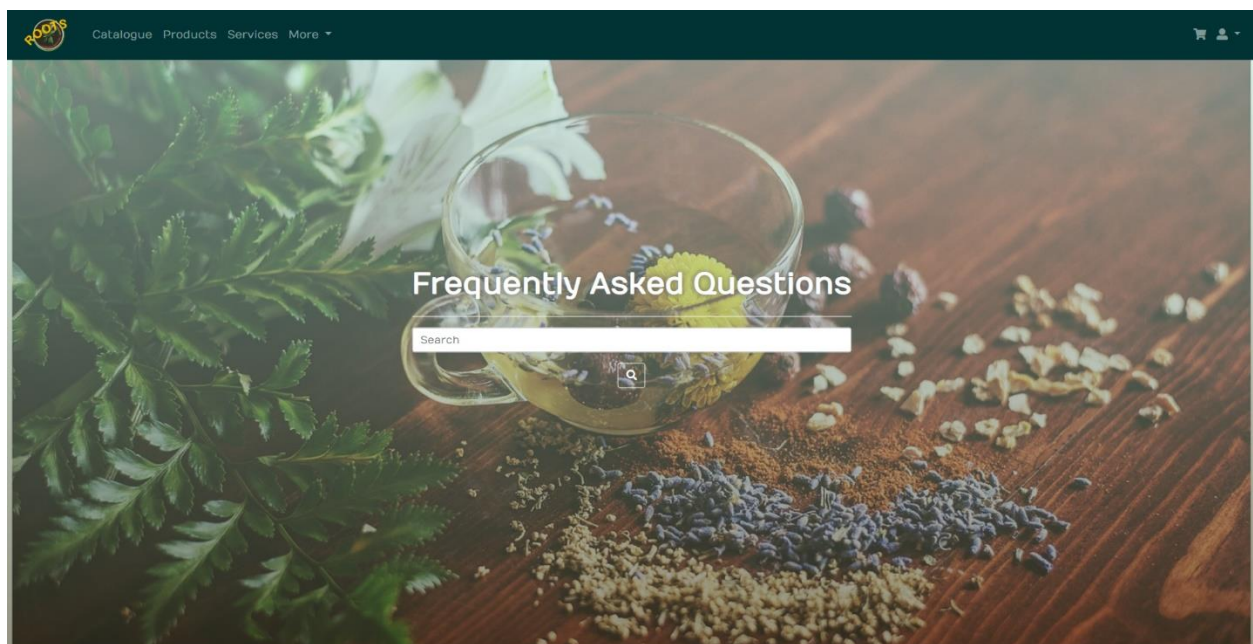 ROOTS
Catalogue Products Services More
Frequently Asked Questions
Search